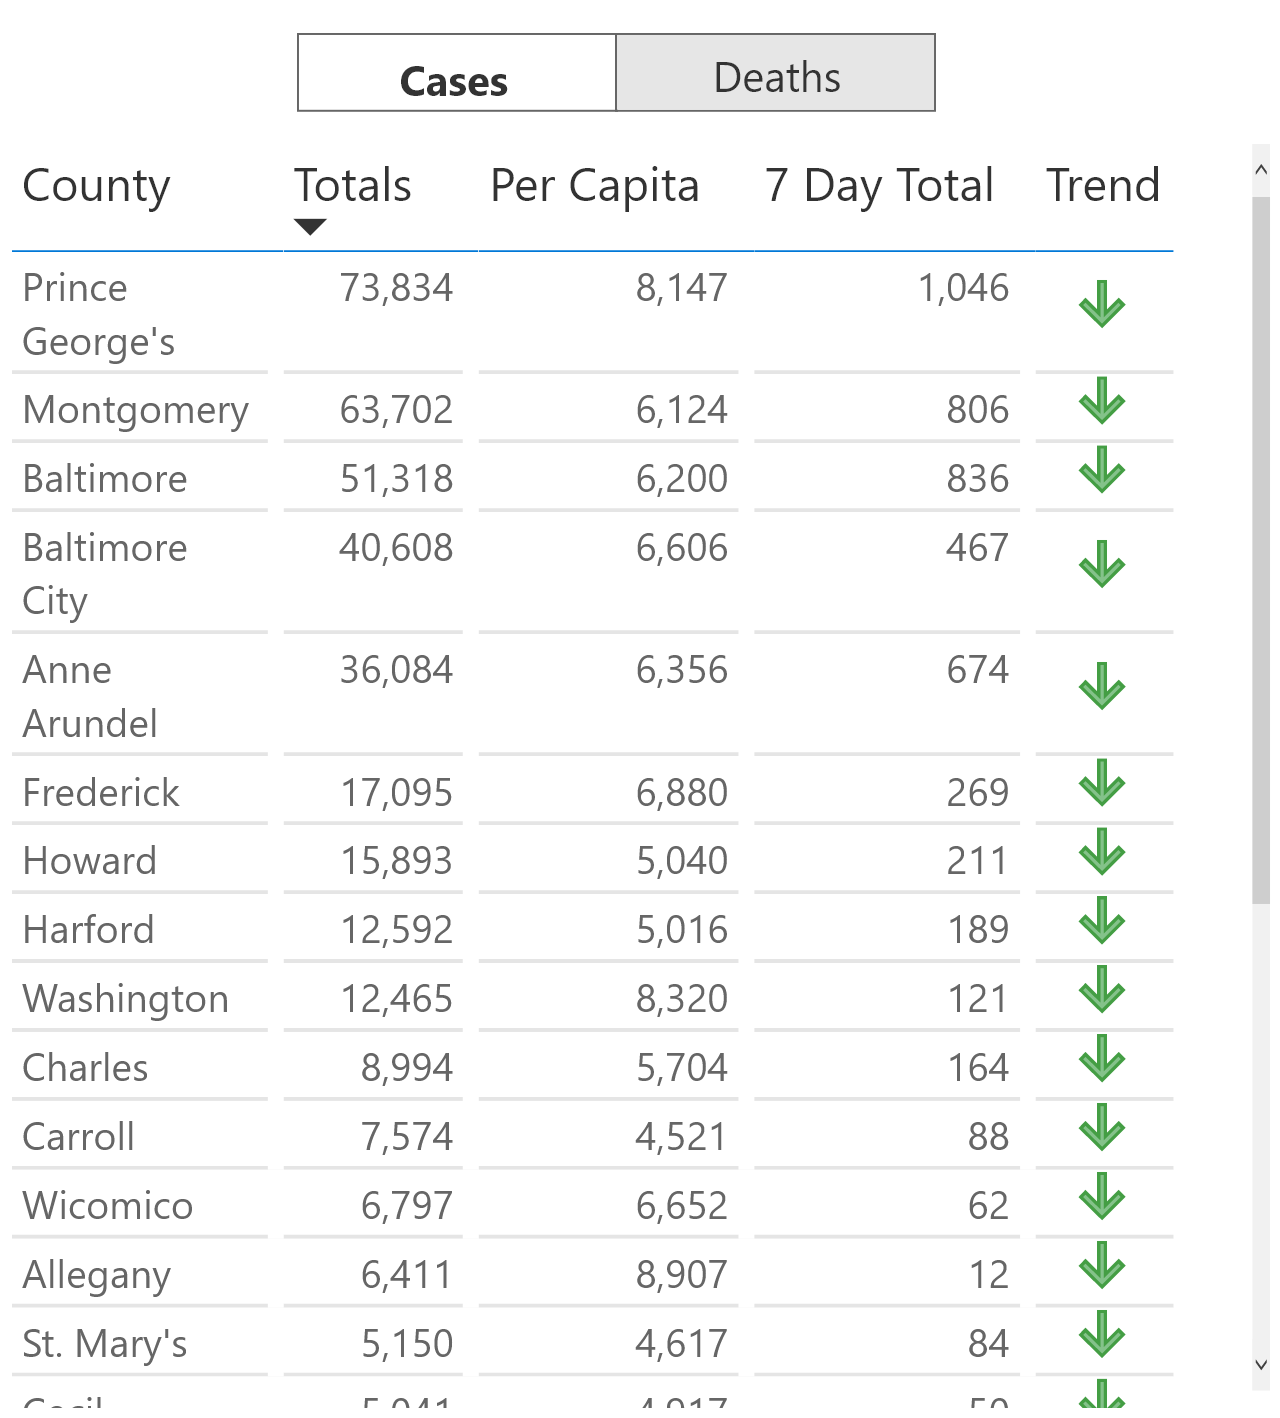 Cases Deaths
County Totals Per Capita 7 Day Total Trend
Prince 73,834 8,147 1,046
George's
Montgomery 63,702 6,124 806
Baltimore 51,318 6,200 836
Baltimore 40,608 6,606 467
City
Anne 36,084 6,356 674
Arundel
Frederick 17,095 6,880 269
Howard 15,893 5,040 211
Harford 12,592 5,016 189
Washington 12,465 8,320 121
Charles 8,994 5,704 164
Carroll 7,574 4,521 88
Wicomico 6,797 6,652 62
Allegany 6,411 8,907 12
St. Mary's 5,150 4,617 84
Cecil 5,041 4,917